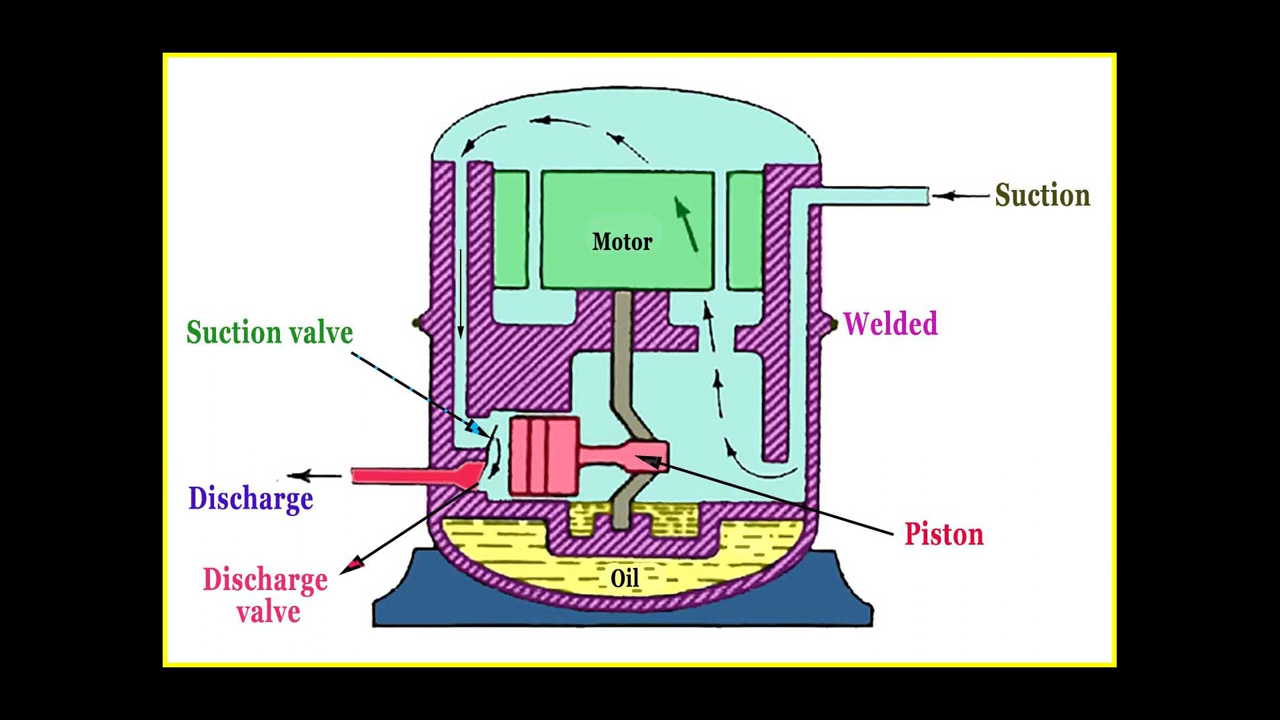 Suction
Motor
Welded
Suction valve
Discharge
Piston
Discharge
valve
Oil